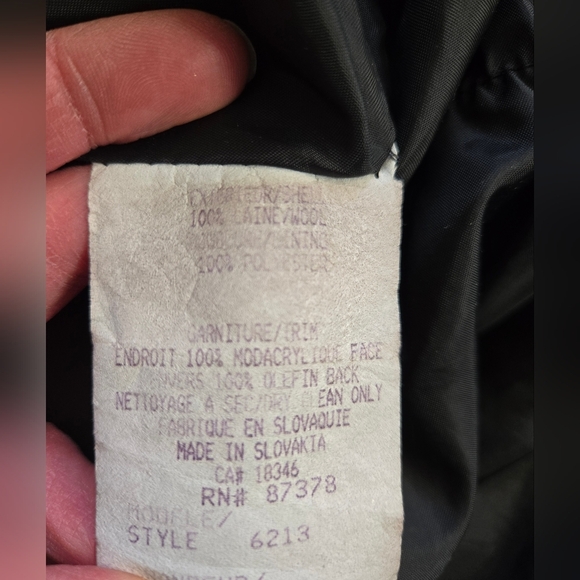 EXTERIEUR/SHELL
100% LAINE/WOOL
DOUBLURE/LINING
100% POLYESTER
GARNITURE/TRIM
ENDROIT 100% MODACRYLIQUE FACE
ENVERS 100% OLEFIN BACK
NETTOYAGE A SEC/DRY CLEAN ONLY
FABRIQUE EN SLOVAQUIE
MADE IN SLOVAKIA
CA# 18346
RN# 87378
MODELE/
STYLE 6213